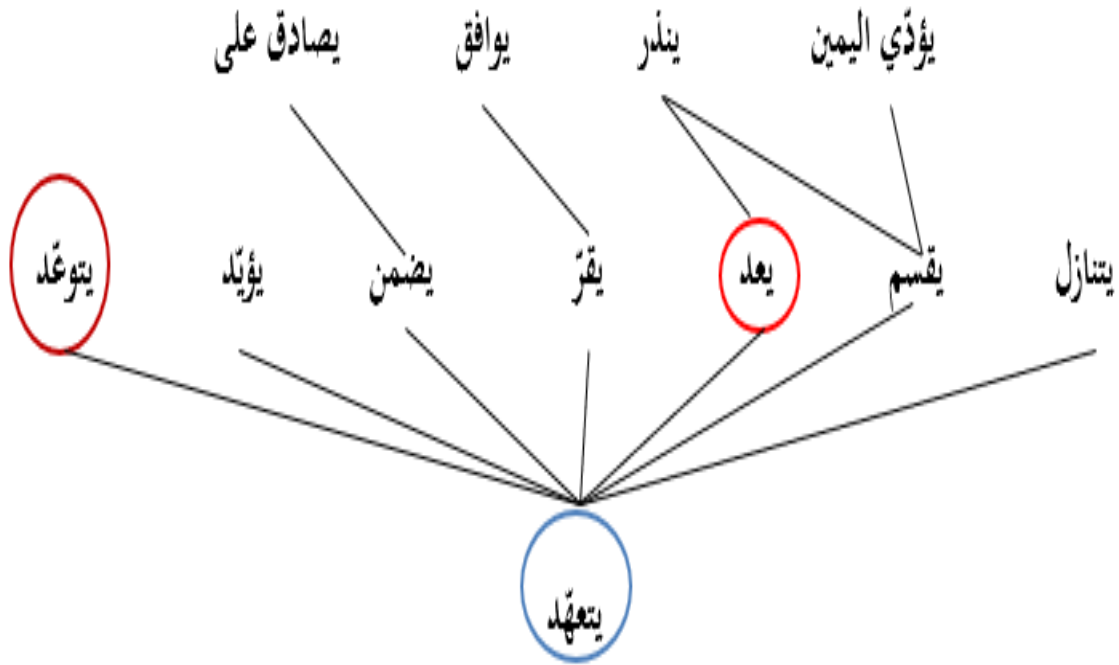 يؤدّي اليمين ينذر يوافق يصادق على
يتنازل يقسم يعد يقرّ يضمن يؤيّد يتوعّد
يتعهّد